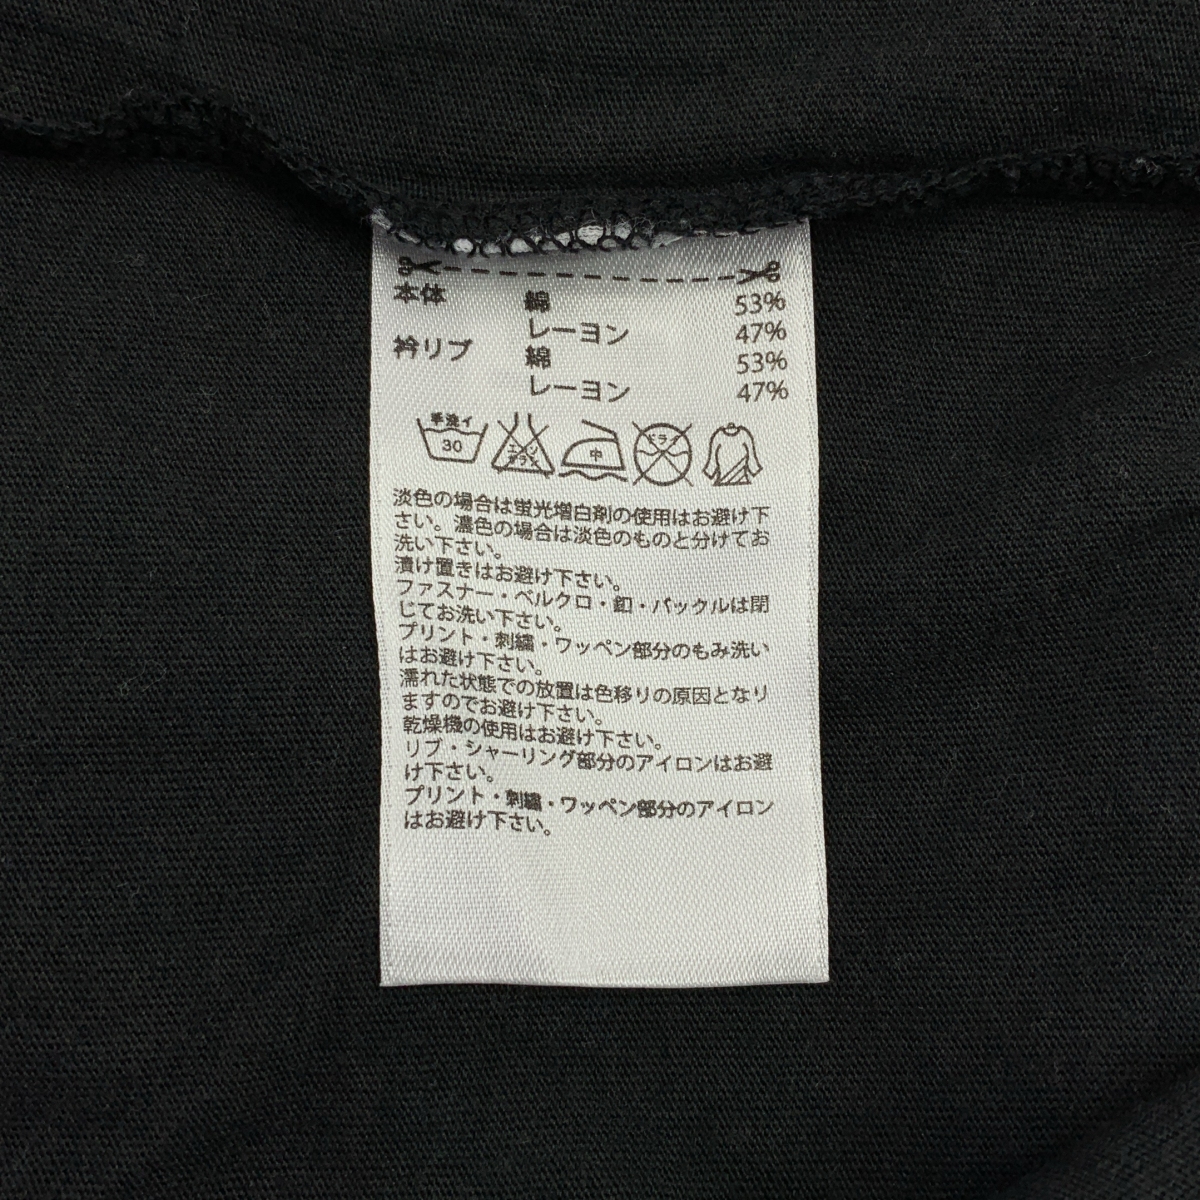 本体 綿 53%
レーヨン 47%
衿リブ 綿 53%
レーヨン 47%
手洗イ 30 エンソサラシ 中 ドライ
淡色の場合は蛍光増白剤の使用はお避け下
さい。濃色の場合は淡色のものと分けてお
洗い下さい。
漬け置きはお避け下さい。
ファスナー・ベルクロ・釦・バックルは閉
じてお洗い下さい。
プリント・刺繍・ワッペン部分のもみ洗い
はお避け下さい。
濡れた状態での放置は色移りの原因となり
ますのでお避け下さい。
乾燥機の使用はお避け下さい。
リブ・シャーリング部分のアイロンはお避
け下さい。
プリント・刺繍・ワッペン部分のアイロン
はお避け下さい。